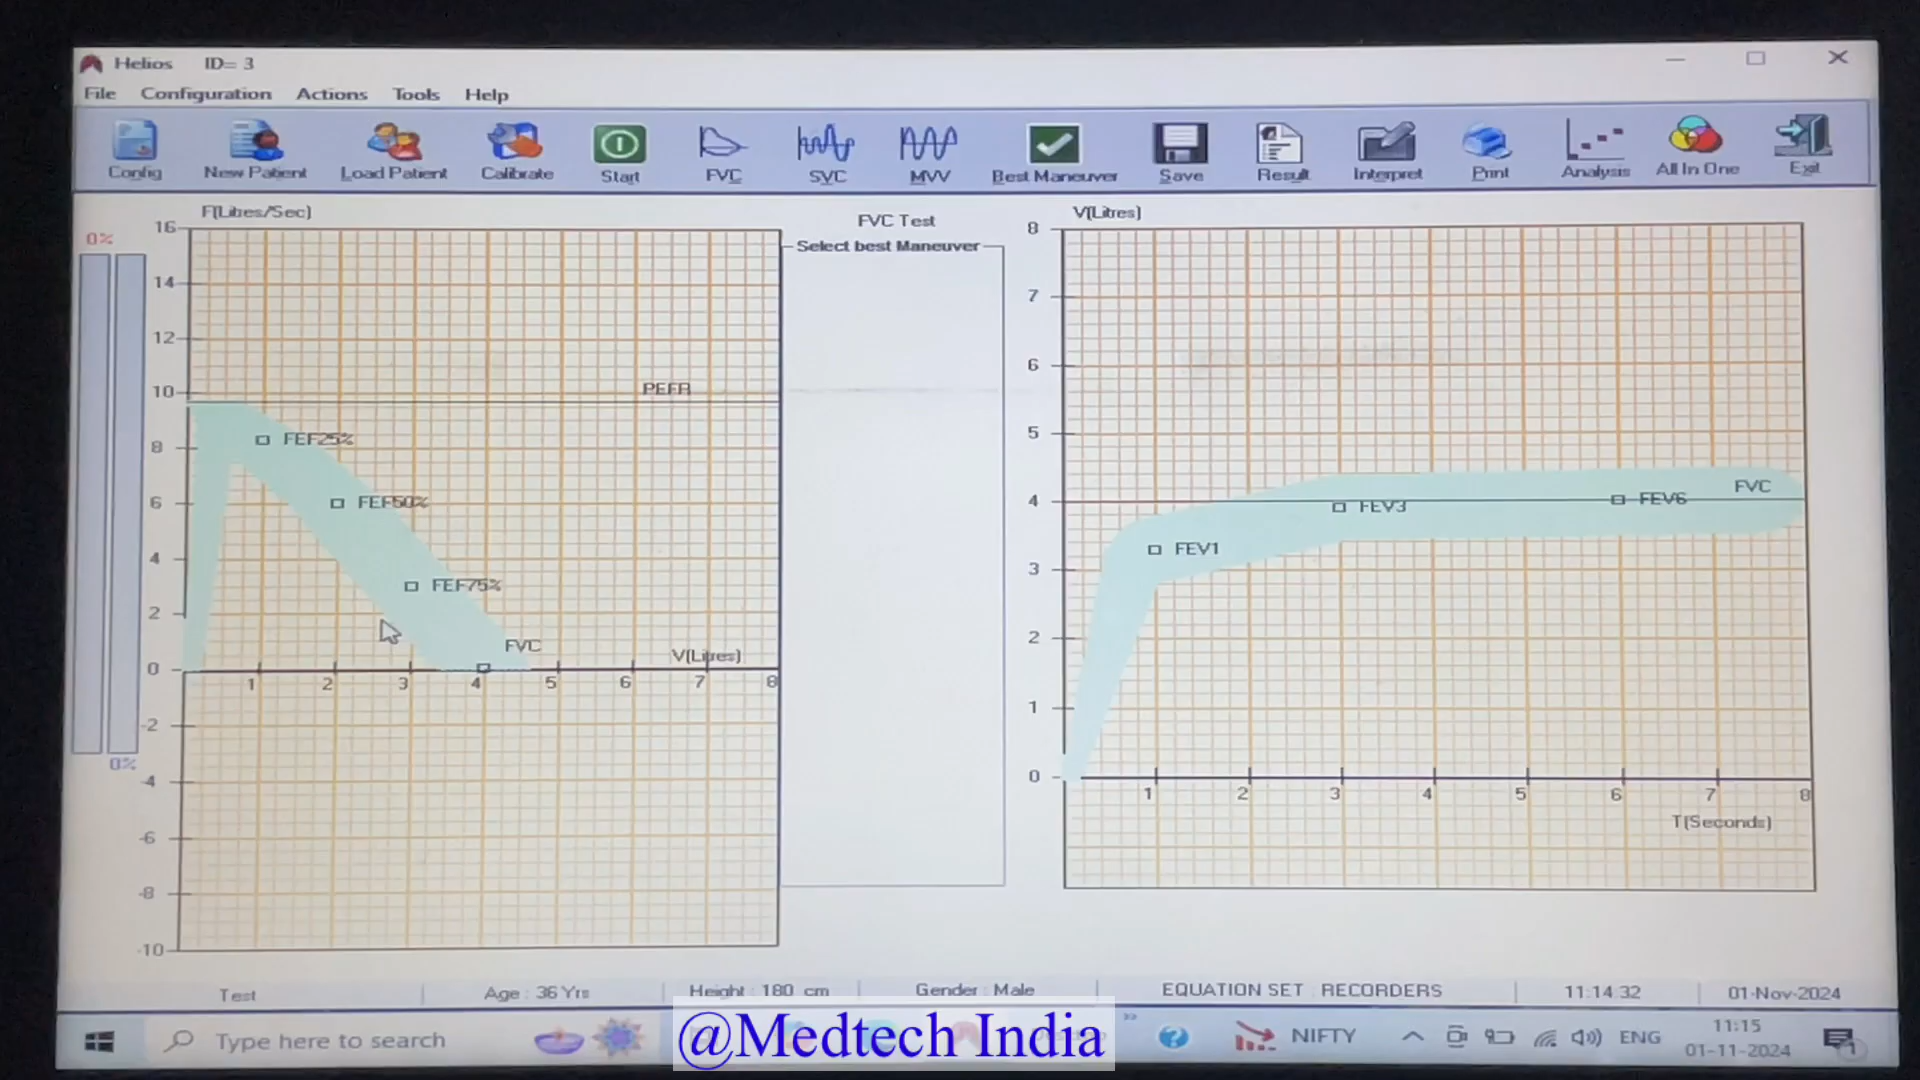 Helios ID= 3
File Configuration Actions Tools Help
Config New Patient Load Patient Calibrate Start FVC SVC MVV Best Maneuver Save Result Interpret Print Analysis All In One Exit
F(Litres/Sec)
FVC Test
V(Litres)
Select best Maneuver
0%
16
14
12
10
8
6
4
2
0
-2
-4
-6
-8
-10
0%
PEFR
FEF25%
FEF50%
FEF75%
FVC
V(Litres)
1 2 3 4 5 6 7 8
8
7
6
5
4
3
2
1
0
FVC
FEV6
FEV3
FEV1
1 2 3 4 5 6 7 8
T(Seconds)
Test Age : 36 Yrs Height : 180 cm Gender : Male EQUATION SET : RECORDERS 11:14:32 01-Nov-2024
Type here to search
@Medtech India
NIFTY
ENG
11:15
01-11-2024
1